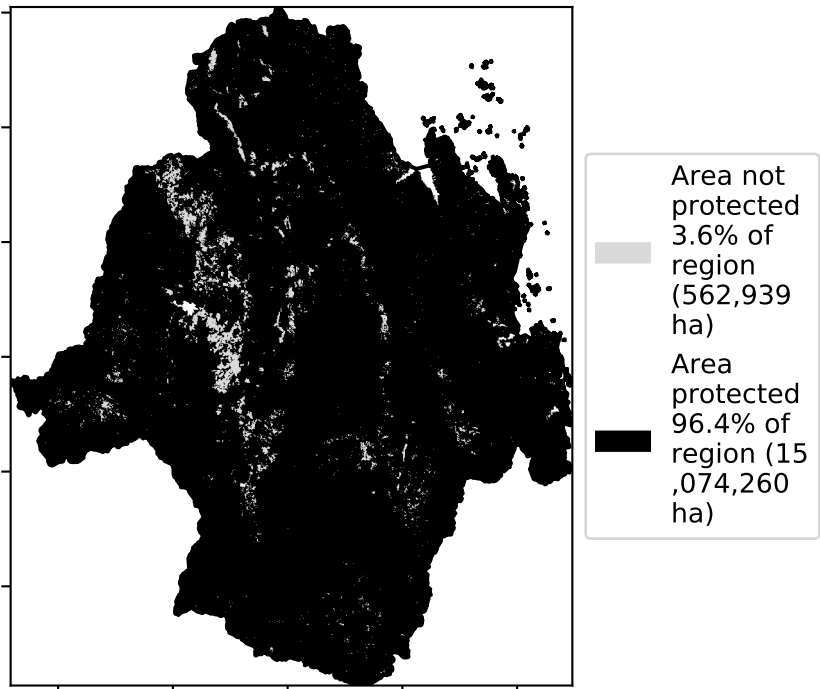 Area not
protected
3.6% of
region
(562,939
ha)
Area
protected
96.4% of
region (15
,074,260
ha)